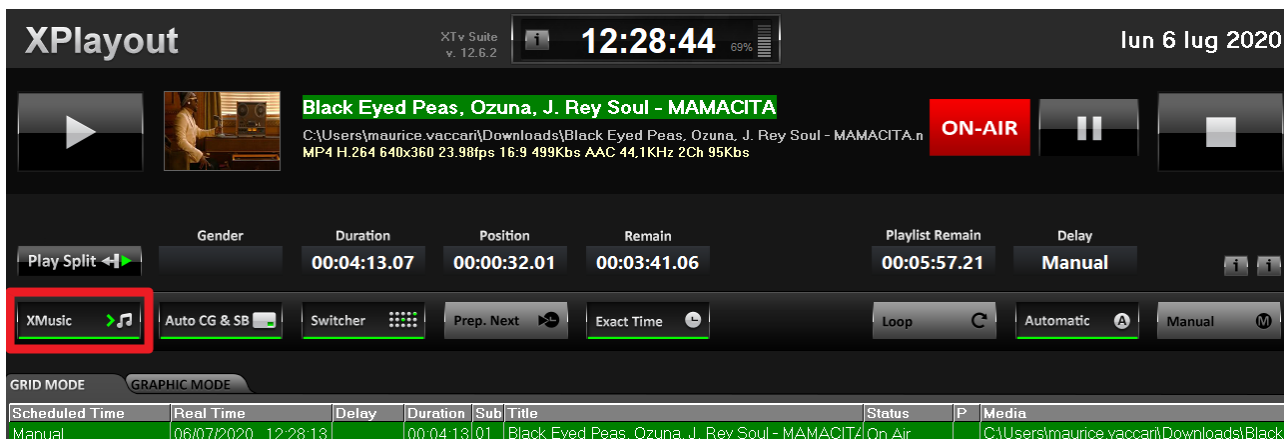 XPlayout
XTv Suite
v. 12.6.2
i
12:28:44
69%
lun 6 lug 2020
Black Eyed Peas, Ozuna, J. Rey Soul - MAMACITA
C:\Users\maurice.vaccari\Downloads\Black Eyed Peas, Ozuna, J. Rey Soul - MAMACITA.n
MP4 H.264 640x360 23.98fps 16:9 499Kbs AAC 44,1KHz 2Ch 95Kbs
ON-AIR
Gender Duration Position Remain Playlist Remain Delay
Play Split 00:04:13.07 00:00:32.01 00:03:41.06 00:05:57.21 Manual i i
XMusic Auto CG & SB Switcher Prep. Next Exact Time Loop Automatic A Manual M
GRID MODE GRAPHIC MODE
Scheduled Time Real Time Delay Duration Sub Title Status P Media
Manual 06/07/2020 12:28:13 00:04:13 01 Black Eyed Peas, Ozuna, J. Rey Soul - MAMACITA On Air C:\Users\maurice.vaccari\Downloads\Black